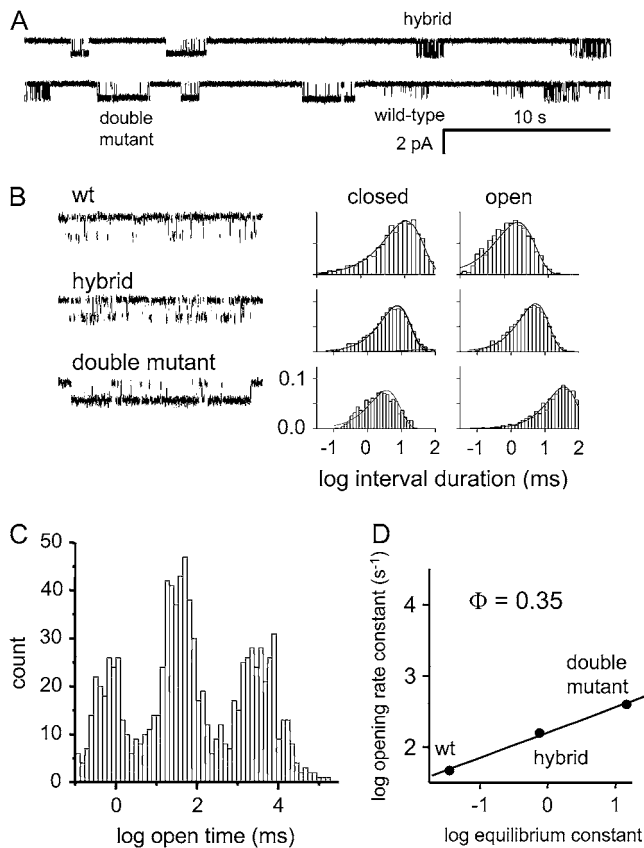 A
hybrid
double
mutant
wild-type
10 s
2 pA
B
wt
closed
open
hybrid
double mutant
0.1
0.0
-1 0 1 2 -1 0 1 2
log interval duration (ms)
C
D
50
40
30
20
10
0
count
0 2 4
log open time (ms)
log opening rate constant (s⁻¹)
4
3
2
Φ = 0.35
double
mutant
wt
hybrid
-1 0 1
log equilibrium constant